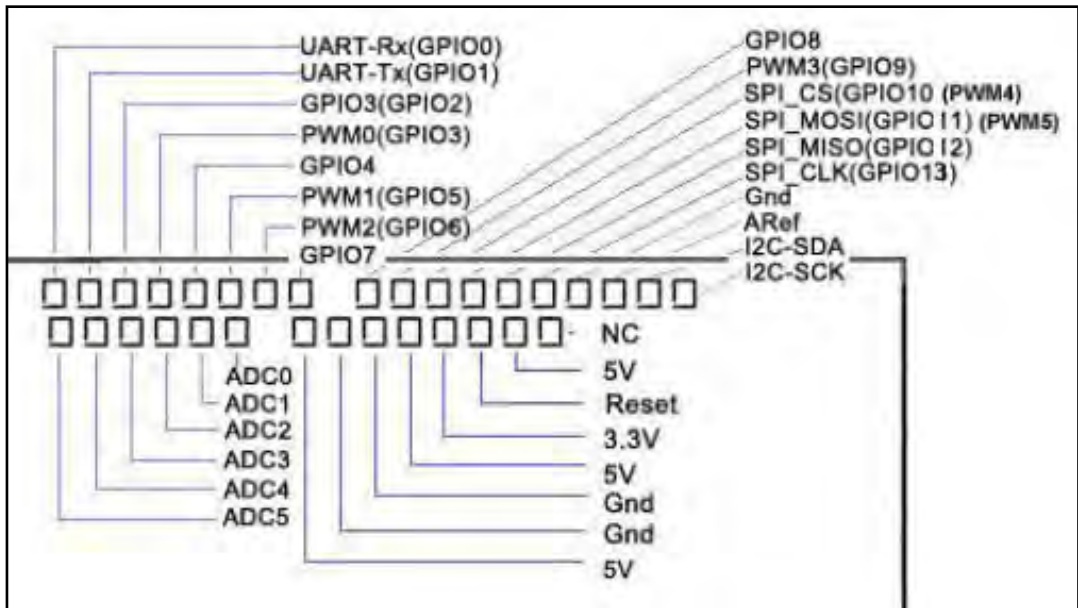 UART-Rx(GPIO0)
UART-Tx(GPIO1)
GPIO3(GPIO2)
PWM0(GPIO3)
GPIO4
PWM1(GPIO5)
PWM2(GPIO6)
GPIO7
GPIO8
PWM3(GPIO9)
SPI_CS(GPIO10 (PWM4)
SPI_MOSI(GPIO11) (PWM5)
SPI_MISO(GPIO12)
SPI_CLK(GPIO13)
Gnd
ARef
I2C-SDA
I2C-SCK
ADC0
ADC1
ADC2
ADC3
ADC4
ADC5
NC
5V
Reset
3.3V
5V
Gnd
Gnd
5V